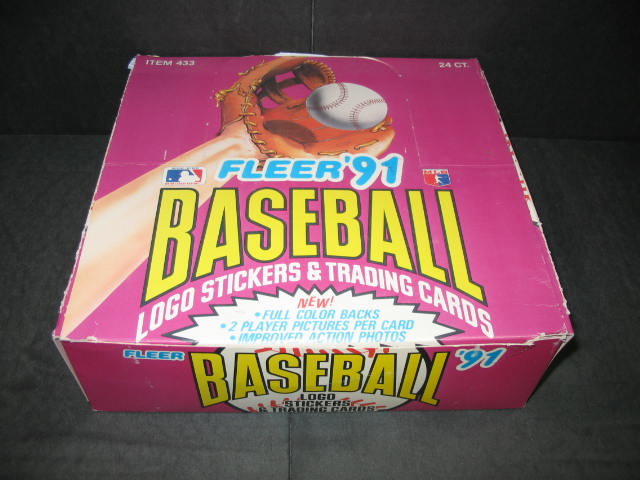 ITEM 433
24 CT.
FLEER '91
MLB
BASEBALL
LOGO STICKERS & TRADING CARDS
NEW!
• FULL COLOR BACKS
• 2 PLAYER PICTURES PER CARD
• IMPROVED ACTION PHOTOS
FLEER '91
BASEBALL
LOGO
STICKERS
& TRADING CARDS